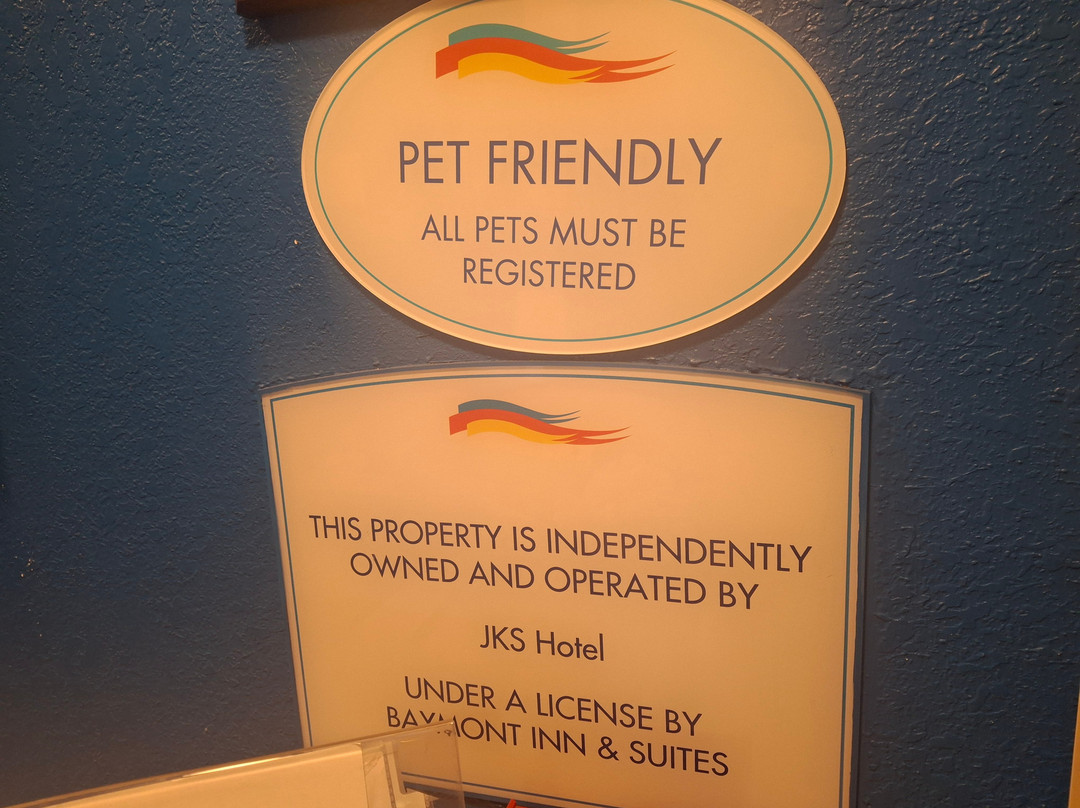 PET FRIENDLY
ALL PETS MUST BE
REGISTERED
THIS PROPERTY IS INDEPENDENTLY
OWNED AND OPERATED BY
JKS Hotel
UNDER A LICENSE BY
BAYMONT INN & SUITES